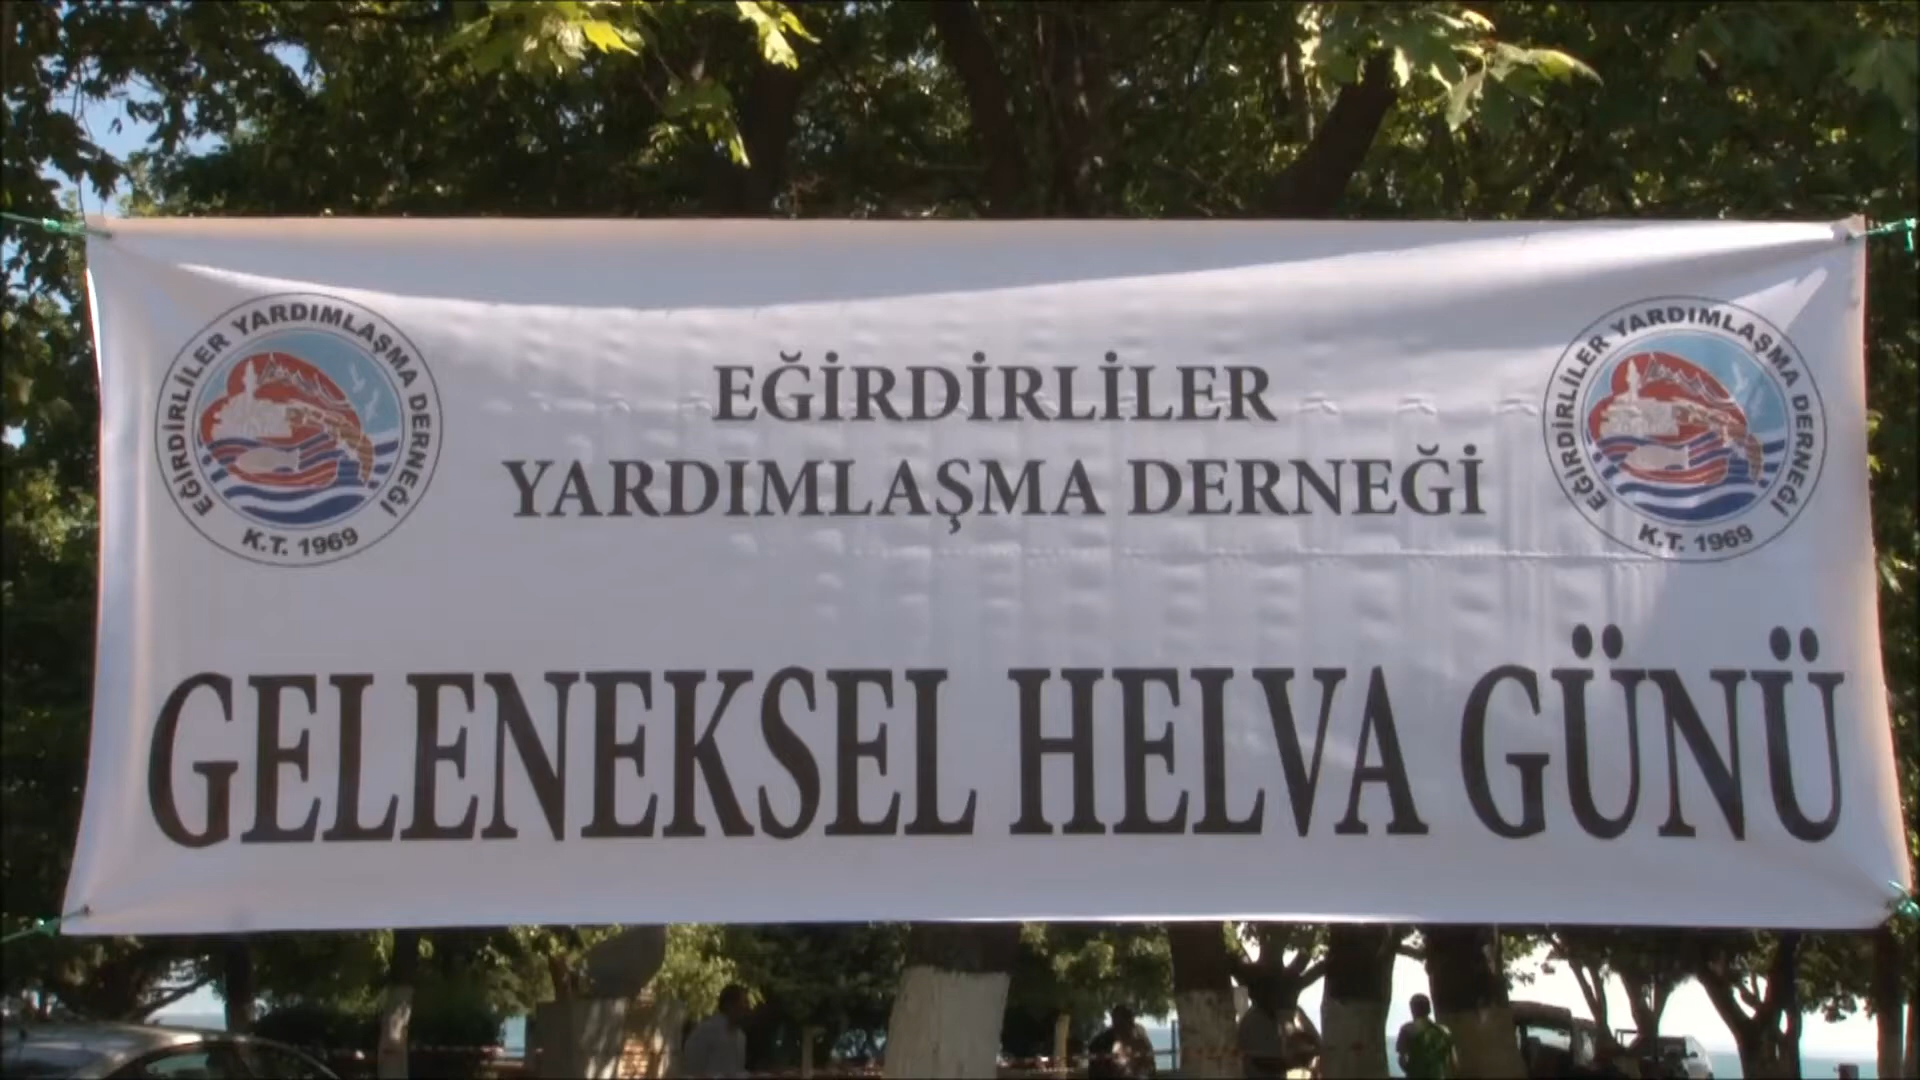 EĞİRDİRLİLER YARDIMLAŞMA DERNEĞİ
K.T. 1969
EĞİRDİRLİLER
YARDIMLAŞMA DERNEĞİ
EĞİRDİRLİLER YARDIMLAŞMA DERNEĞİ
K.T. 1969
GELENEKSEL HELVA GÜNÜ